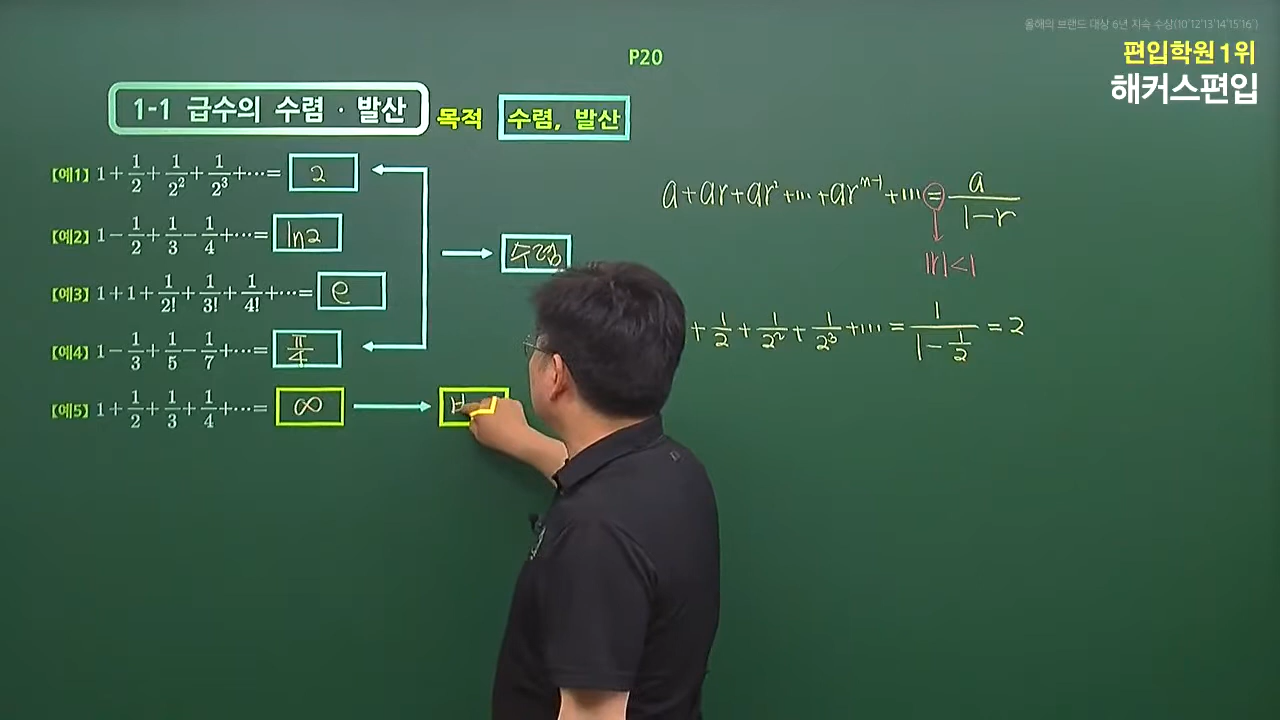 올해의 브랜드 대상 6년 지속 수상(10'12'13'14'15'16')
편입학원 1위
해커스편입
P20
1-1 급수의 수렴 · 발산
목적 수렴, 발산
【예1】 1+1/2+1/2²+1/2³+⋯= 2
【예2】 1-1/2+1/3-1/4+⋯= ln2
【예3】 1+1+1/2!+1/3!+1/4!+⋯= e
【예4】 1-1/3+1/5-1/7+⋯= π/4
【예5】 1+1/2+1/3+1/4+⋯= ∞
수렴
a+ar+ar²+⋯+arⁿ⁻¹+⋯=a/(1-r)
|r|<1
+1/2+1/2²+1/2³+⋯=1/(1-1/2)=2